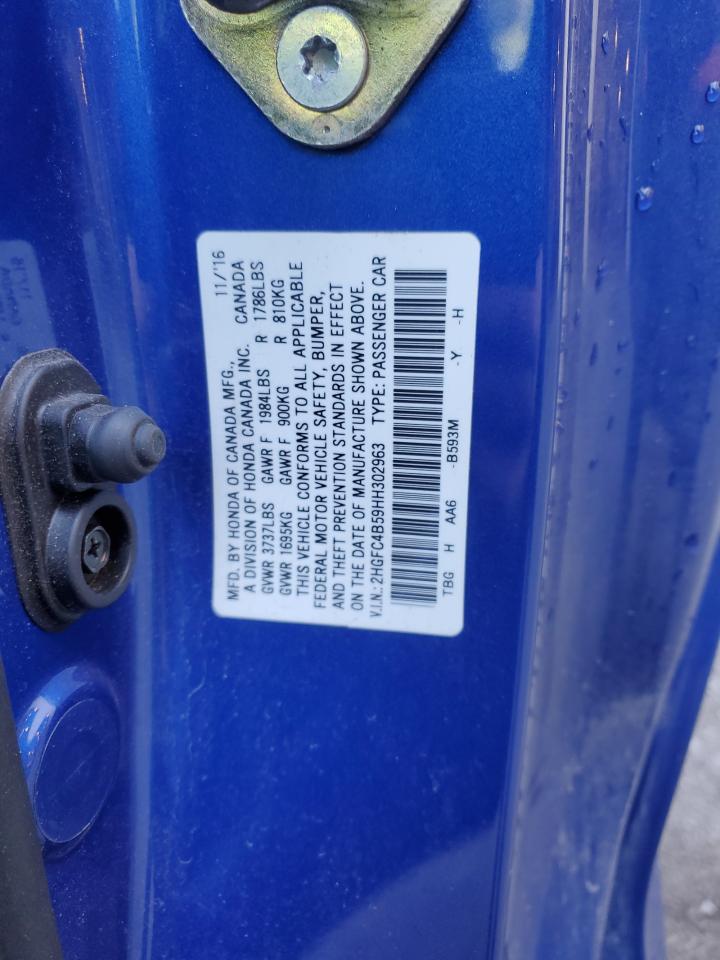 MFD. BY HONDA OF CANADA MFG., 11/'16
A DIVISION OF HONDA CANADA INC. CANADA
GVWR 3737LBS GAWR F 1984LBS R 1786LBS
GVWR 1695KG GAWR F 900KG R 810KG
THIS VEHICLE CONFORMS TO ALL APPLICABLE
FEDERAL MOTOR VEHICLE SAFETY, BUMPER,
AND THEFT PREVENTION STANDARDS IN EFFECT
ON THE DATE OF MANUFACTURE SHOWN ABOVE.
V.I.N.: 2HGFC4B59HH302963 TYPE: PASSENGER CAR
TBG H AA6 -B593M -Y -H